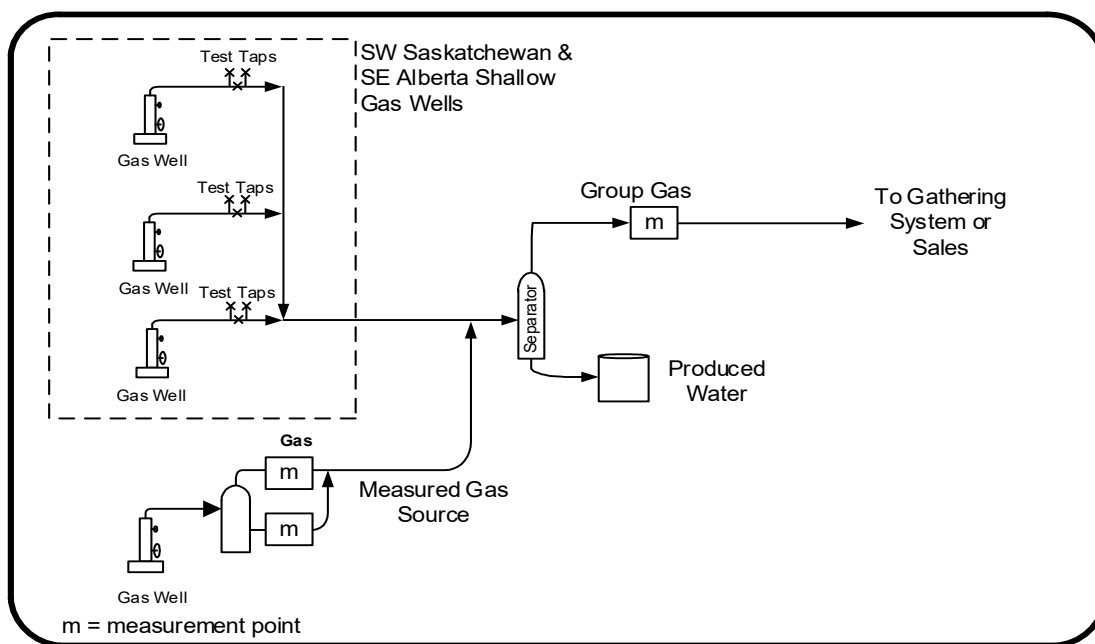 Test Taps
SW Saskatchewan &
SE Alberta Shallow
Gas Wells
Gas Well
Test Taps
Group Gas
m
To Gathering
System or
Sales
Gas Well
Test Taps
Separator
Produced
Water
Gas Well
Gas
m
Measured Gas
Source
m
Gas Well
m = measurement point